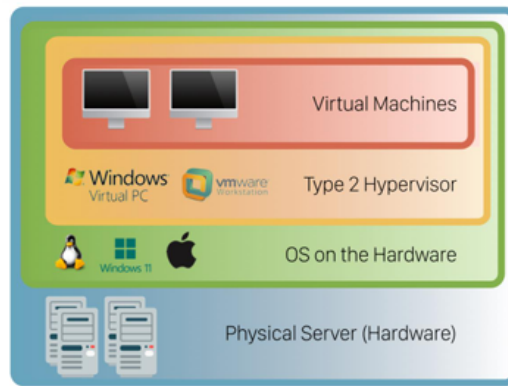 Virtual Machines
Windows
Virtual PC
vmware
Workstation
Type 2 Hypervisor
Windows 11
OS on the Hardware
Physical Server (Hardware)